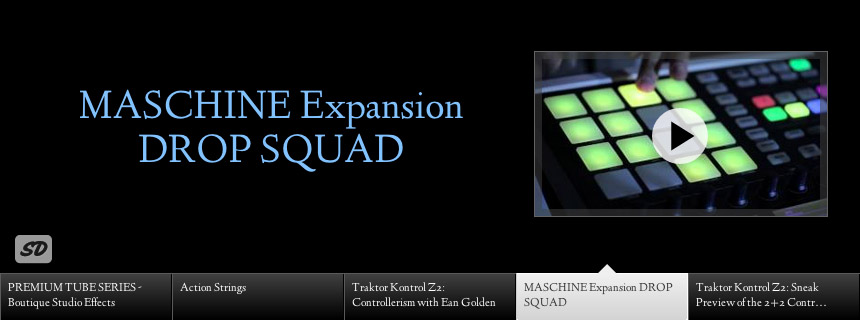 MASCHINE Expansion
DROP SQUAD
SD
PREMIUM TUBE SERIES -
Boutique Studio Effects
Action Strings
Traktor Kontrol Z2:
Controllerism with Ean Golden
MASCHINE Expansion DROP
SQUAD
Traktor Kontrol Z2: Sneak
Preview of the 2+2 Contr...